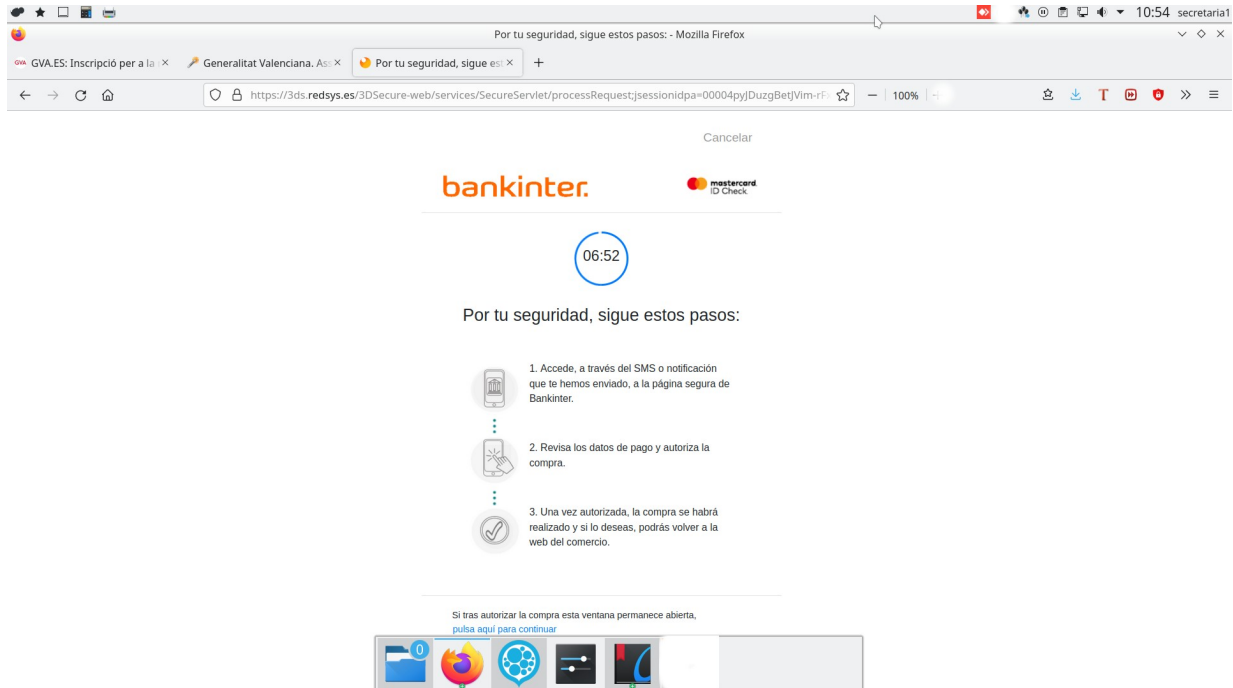 10:54 secretaria1
Por tu seguridad, sigue estos pasos: - Mozilla Firefox
GVA GVA.ES: Inscripció per a la
Generalitat Valenciana. Ass
Por tu seguridad, sigue est
https://3ds.redsys.es/3DSecure-web/services/SecureServlet/processRequest;jsessionidpa=00004pyJDuzgBetJVim-rF
100%
Cancelar
bankinter.
mastercard
ID Check
06:52
Por tu seguridad, sigue estos pasos:
1. Accede, a través del SMS o notificación
que te hemos enviado, a la página segura de
Bankinter.
2. Revisa los datos de pago y autoriza la
compra.
3. Una vez autorizada, la compra se habrá
realizado y si lo deseas, podrás volver a la
web del comercio.
Si tras autorizar la compra esta ventana permanece abierta,
pulsa aquí para continuar
0